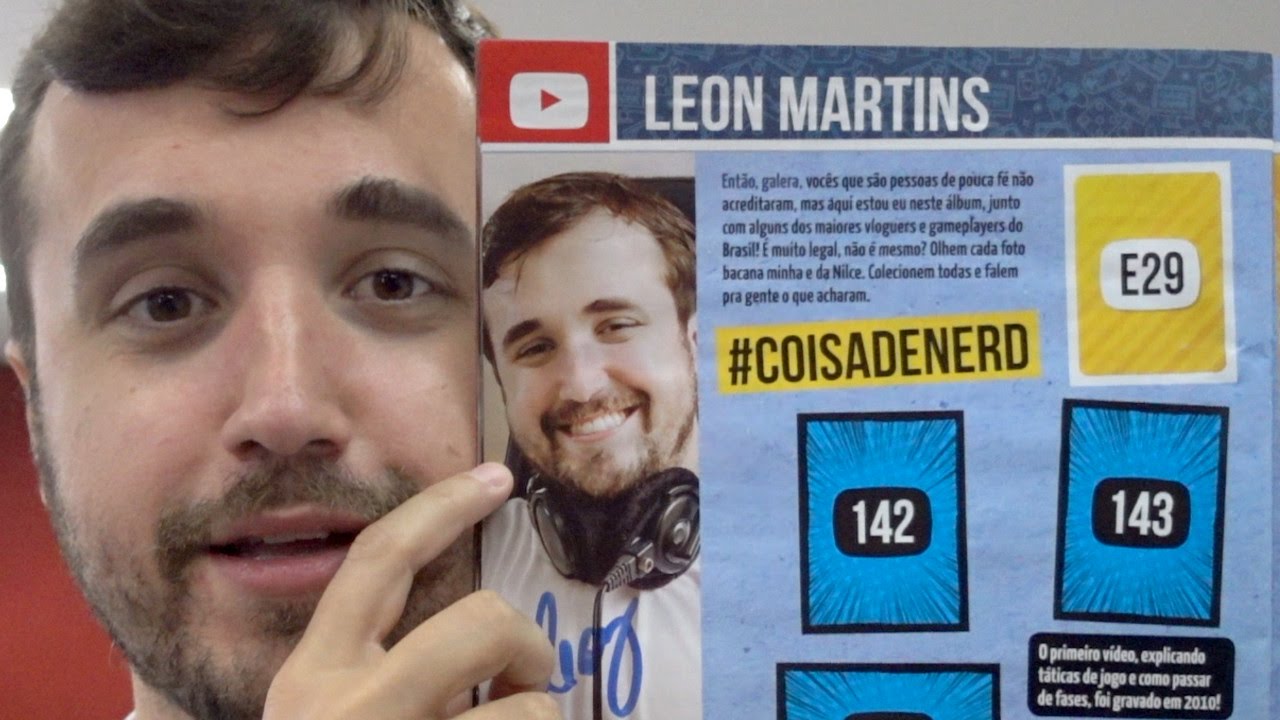 LEON MARTINS
Então, galera, vocês que são pessoas de pouca fé não
acreditaram, mas aqui estou eu neste álbum, junto
com alguns dos maiores vloguers e gameplayers do
Brasil! É muito legal, não é mesmo? Olhem cada foto
bacana minha e da Nilce. Colecionem todas e falem
pra gente o que acharam.
E29
#COISADENERD
142
143
O primeiro vídeo, explicando
táticas de jogo e como passar
de fases, foi gravado em 2010!